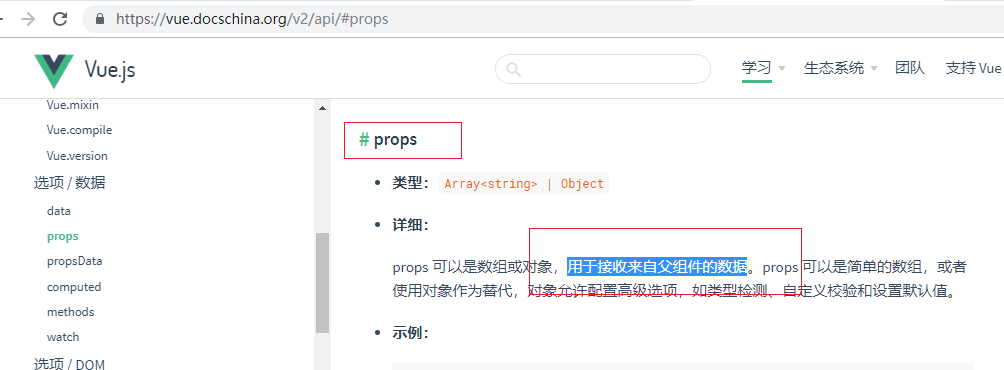 https://vue.docschina.org/v2/api/#props
Vue.js
学习
生态系统
团队
支持 Vue
Vue.mixin
Vue.compile
Vue.version
选项 / 数据
data
props
propsData
computed
methods
watch
选项 / DOM
# props
类型： Array<string> | Object
详细：
props 可以是数组或对象，用于接收来自父组件的数据。props 可以是简单的数组，或者
使用对象作为替代，对象允许配置高级选项，如类型检测、自定义校验和设置默认值。
示例：